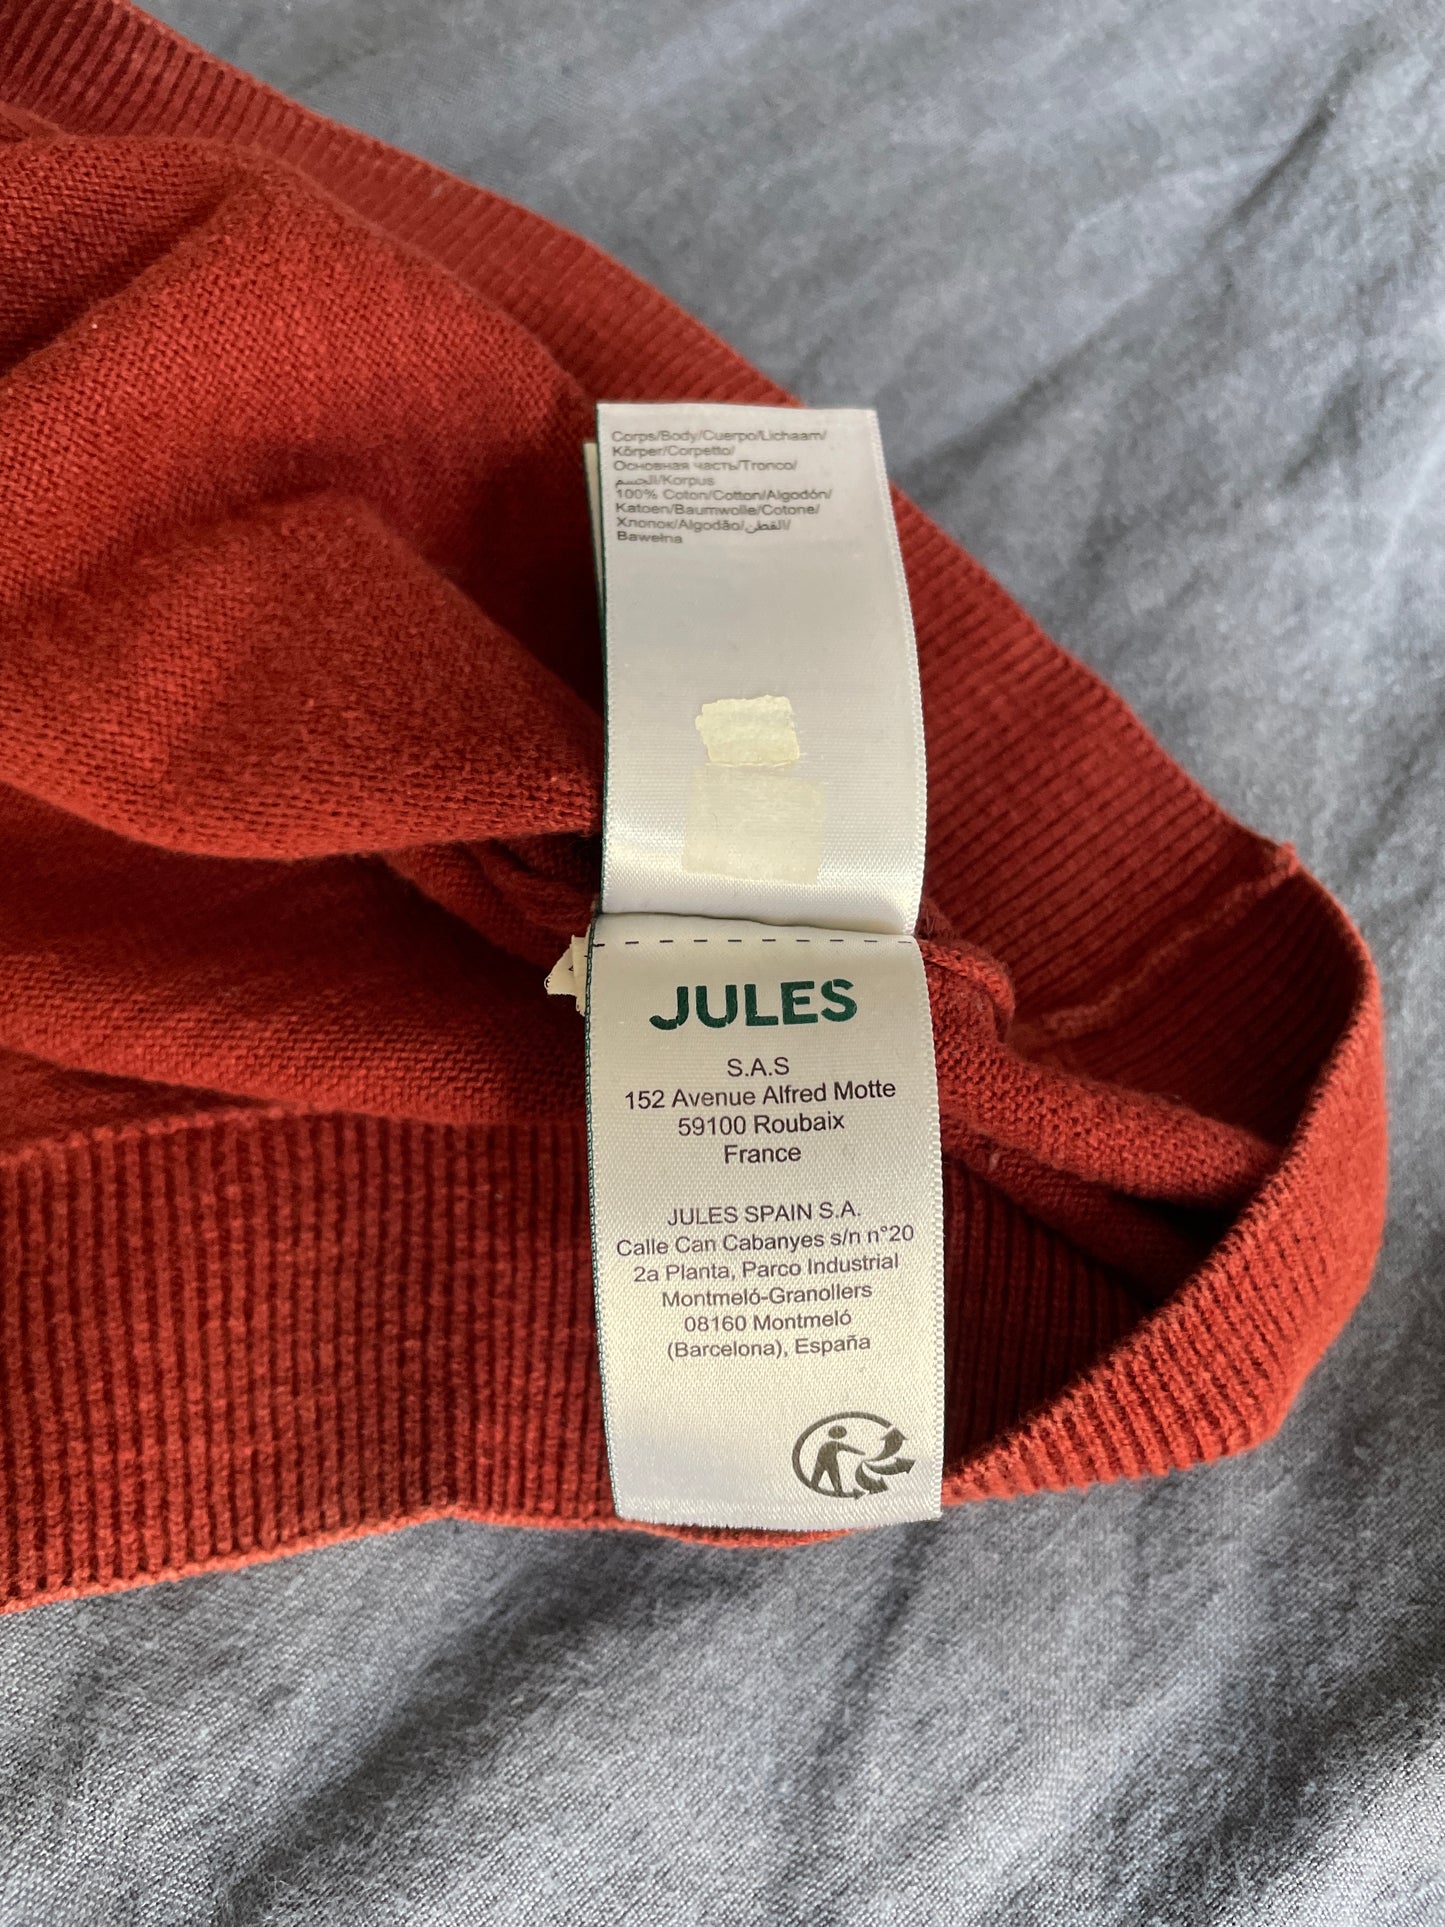 Corps/Body/Cuerpo/Lichaam/
Körper/Corpetto/
Основная часть/Tronco/
الجسم/Korpus
100% Coton/Cotton/Algodón/
Katoen/Baumwolle/Cotone/
Хлопок/Algodão/القطن/
Bawełna
JULES
S.A.S
152 Avenue Alfred Motte
59100 Roubaix
France
JULES SPAIN S.A.
Calle Can Cabanyes s/n n°20
2a Planta, Parco Industrial
Montmeló-Granollers
08160 Montmeló
(Barcelona), España